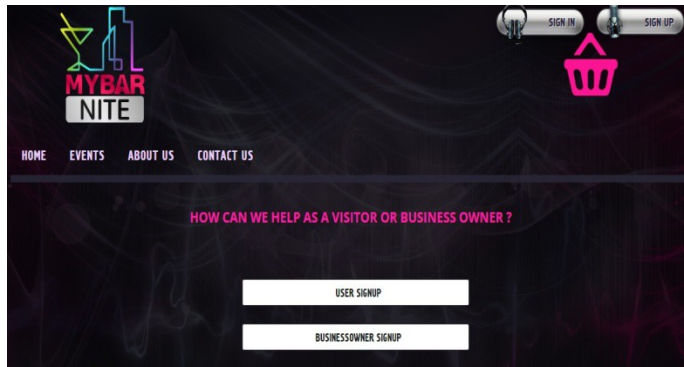 SIGN IN
SIGN UP
MYBAR
NITE
HOME EVENTS ABOUT US CONTACT US
HOW CAN WE HELP AS A VISITOR OR BUSINESS OWNER ?
USER SIGNUP
BUSINESSOWNER SIGNUP